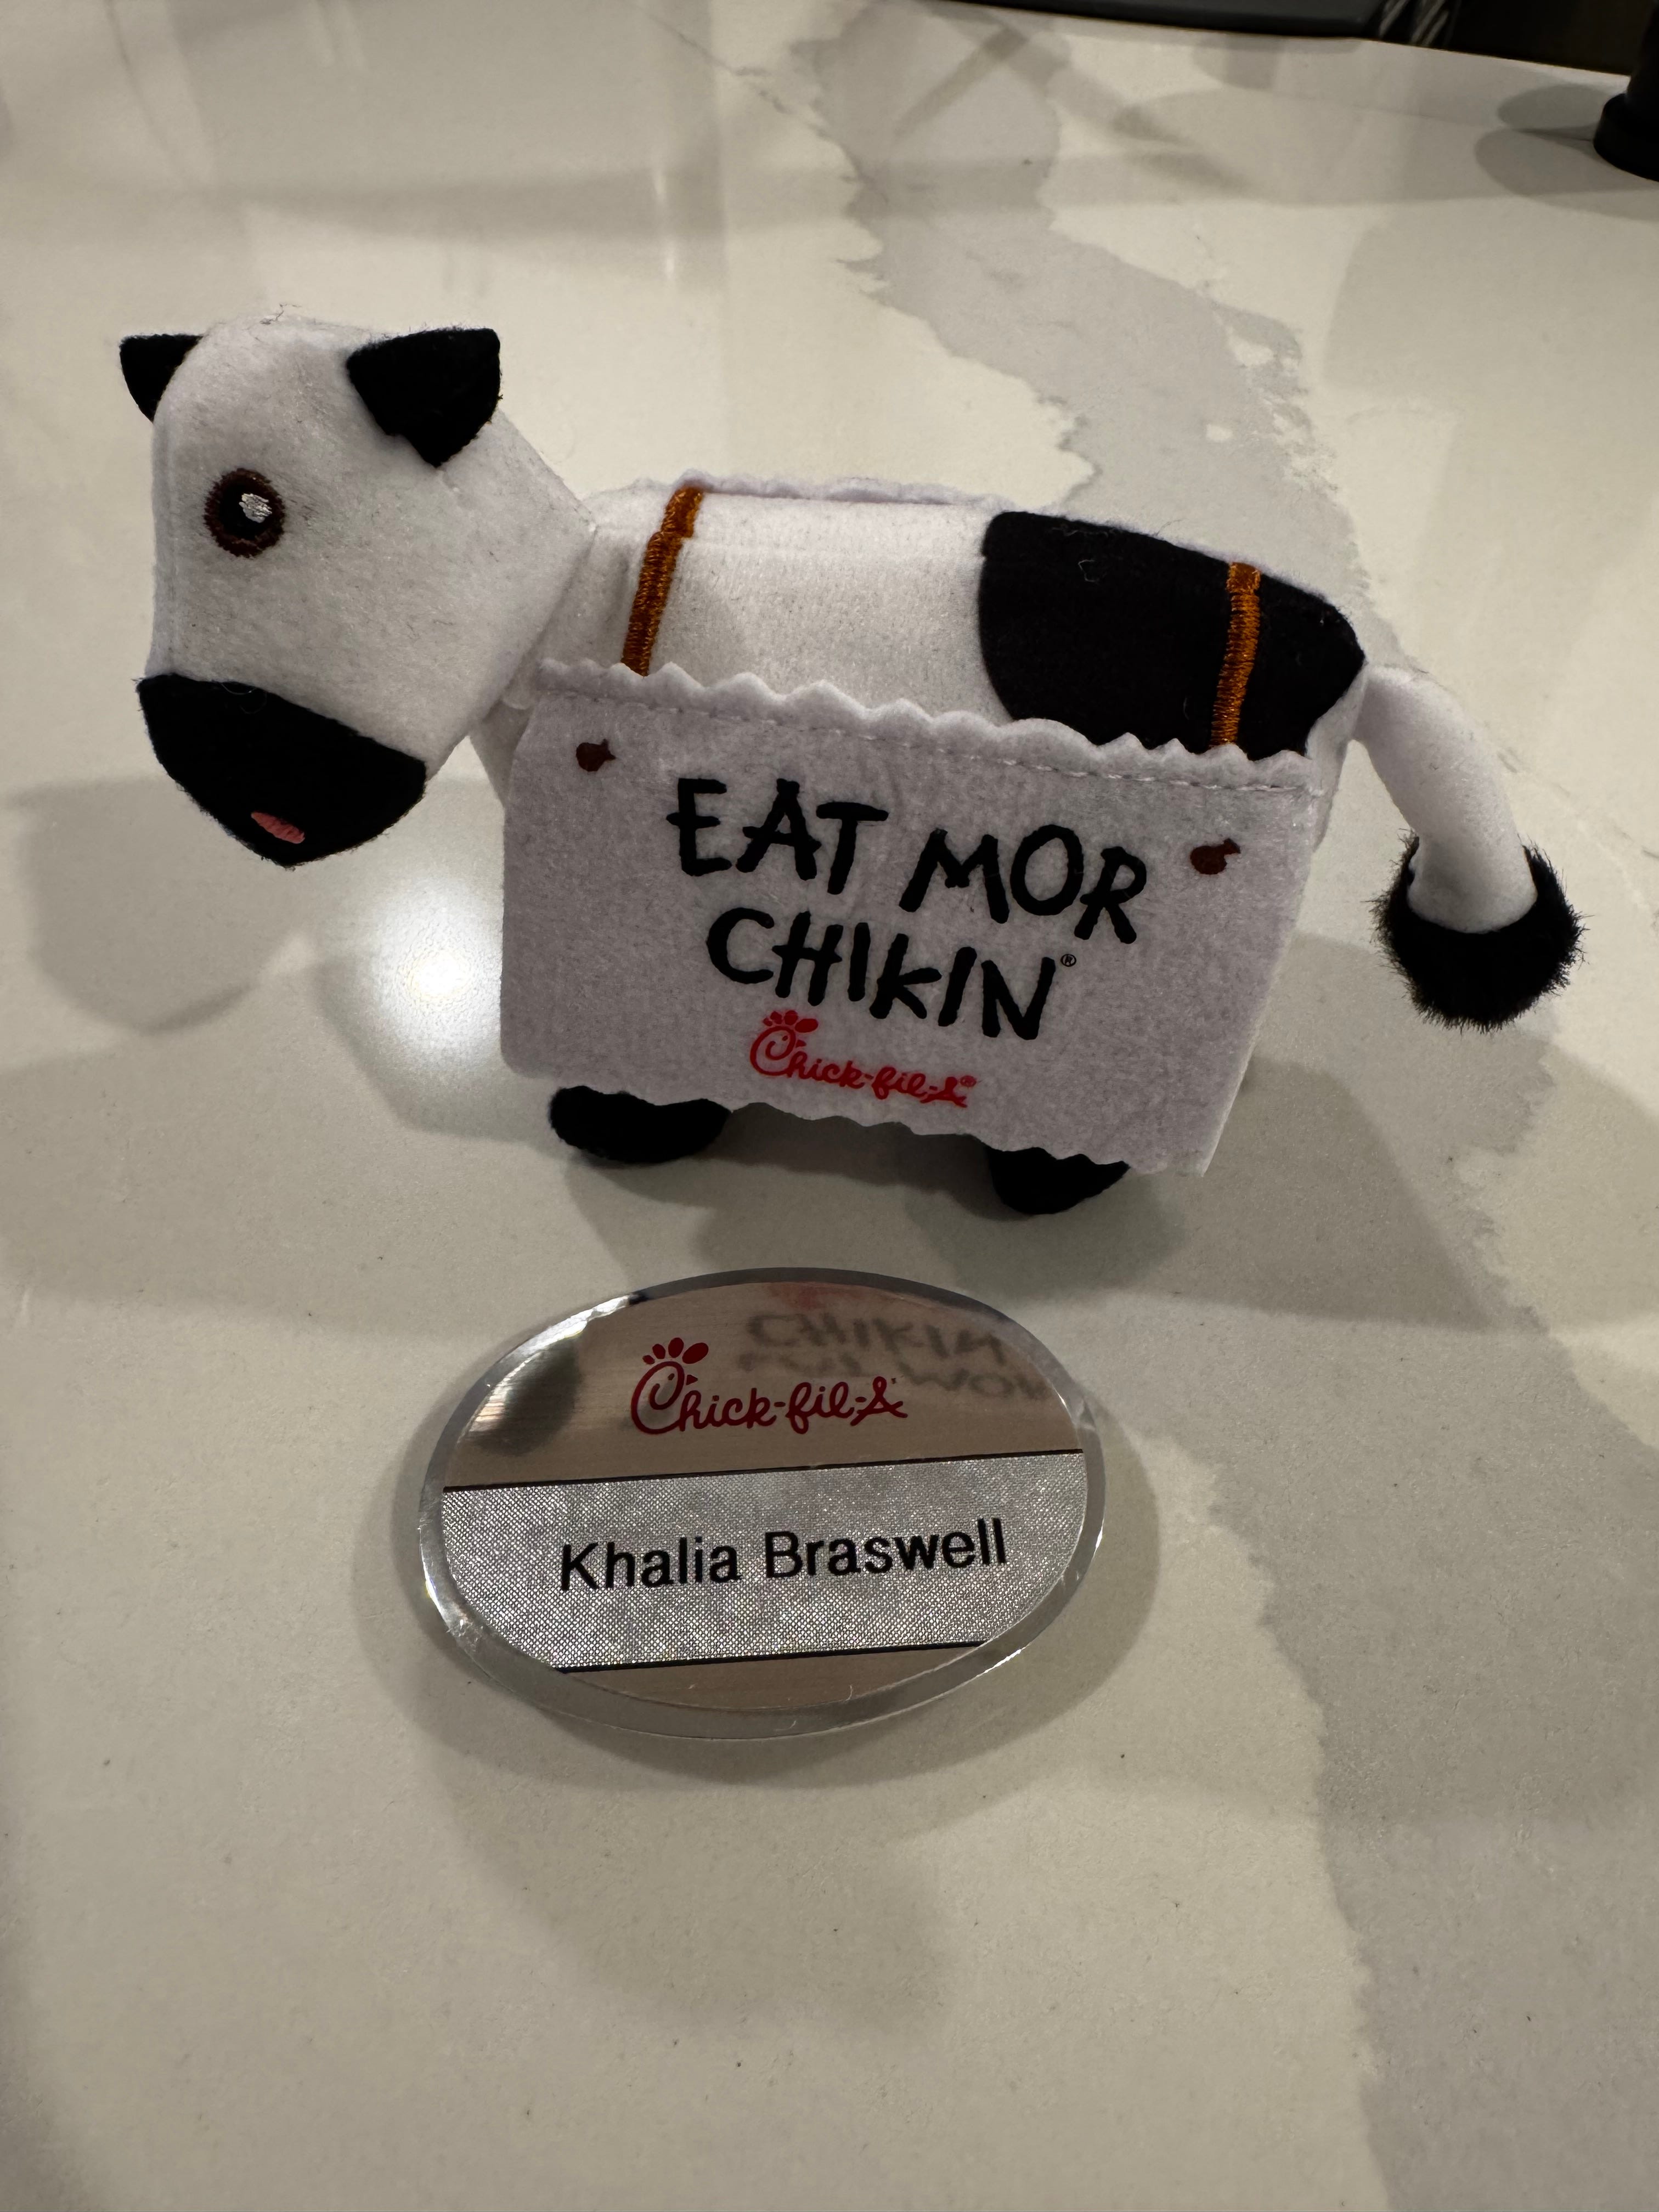 EAT MOR
CHIKIN®
Chick-fil-A®
Chick-fil-A
Khalia Braswell